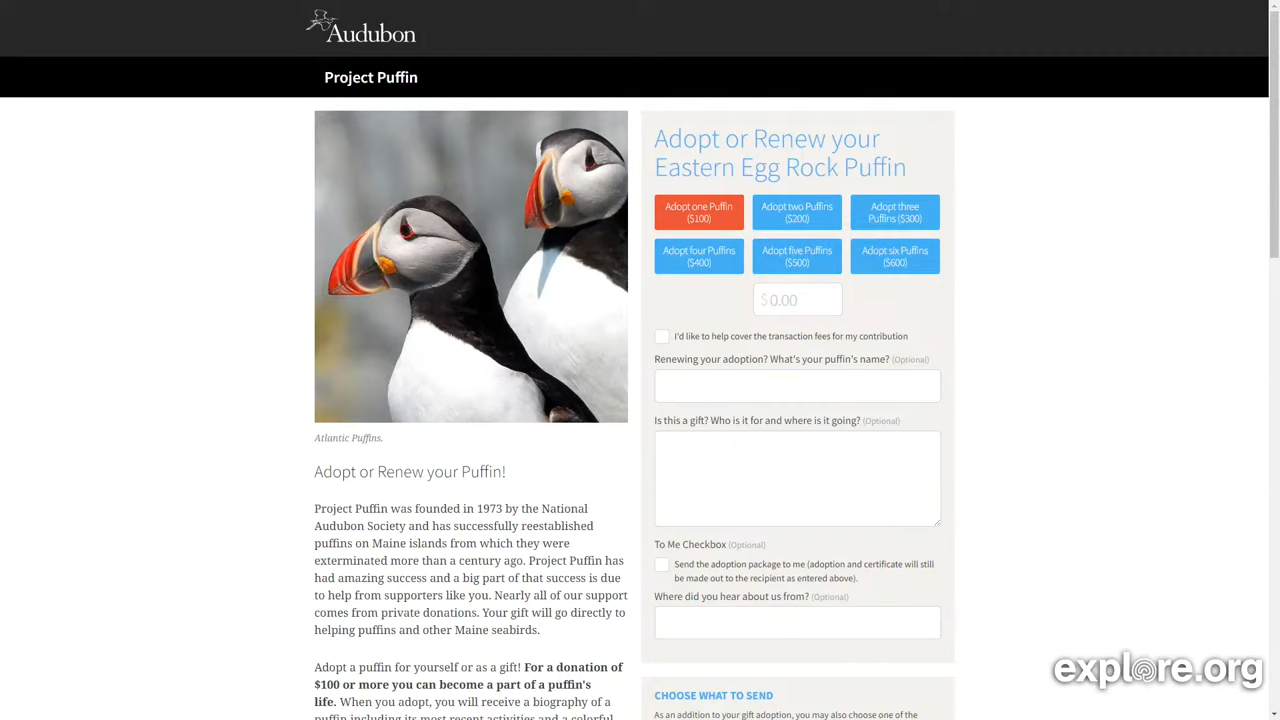 Audubon
Project Puffin
Atlantic Puffins.
Adopt or Renew your Puffin!
Project Puffin was founded in 1973 by the National
Audubon Society and has successfully reestablished
puffins on Maine islands from which they were
exterminated more than a century ago. Project Puffin has
had amazing success and a big part of that success is due
to help from supporters like you. Nearly all of our support
comes from private donations. Your gift will go directly to
helping puffins and other Maine seabirds.
Adopt a puffin for yourself or as a gift! For a donation of
$100 or more you can become a part of a puffin's
life. When you adopt, you will receive a biography of a
puffin including its most recent activities and a colorful
Adopt or Renew your
Eastern Egg Rock Puffin
Adopt one Puffin
($100)
Adopt two Puffins
($200)
Adopt three
Puffins ($300)
Adopt four Puffins
($400)
Adopt five Puffins
($500)
Adopt six Puffins
($600)
$ 0.00
I'd like to help cover the transaction fees for my contribution
Renewing your adoption? What's your puffin's name? (Optional)
Is this a gift? Who is it for and where is it going? (Optional)
To Me Checkbox (Optional)
Send the adoption package to me (adoption and certificate will still
be made out to the recipient as entered above).
Where did you hear about us from? (Optional)
CHOOSE WHAT TO SEND
As an addition to your gift adoption, you may also choose one of the
explore.org